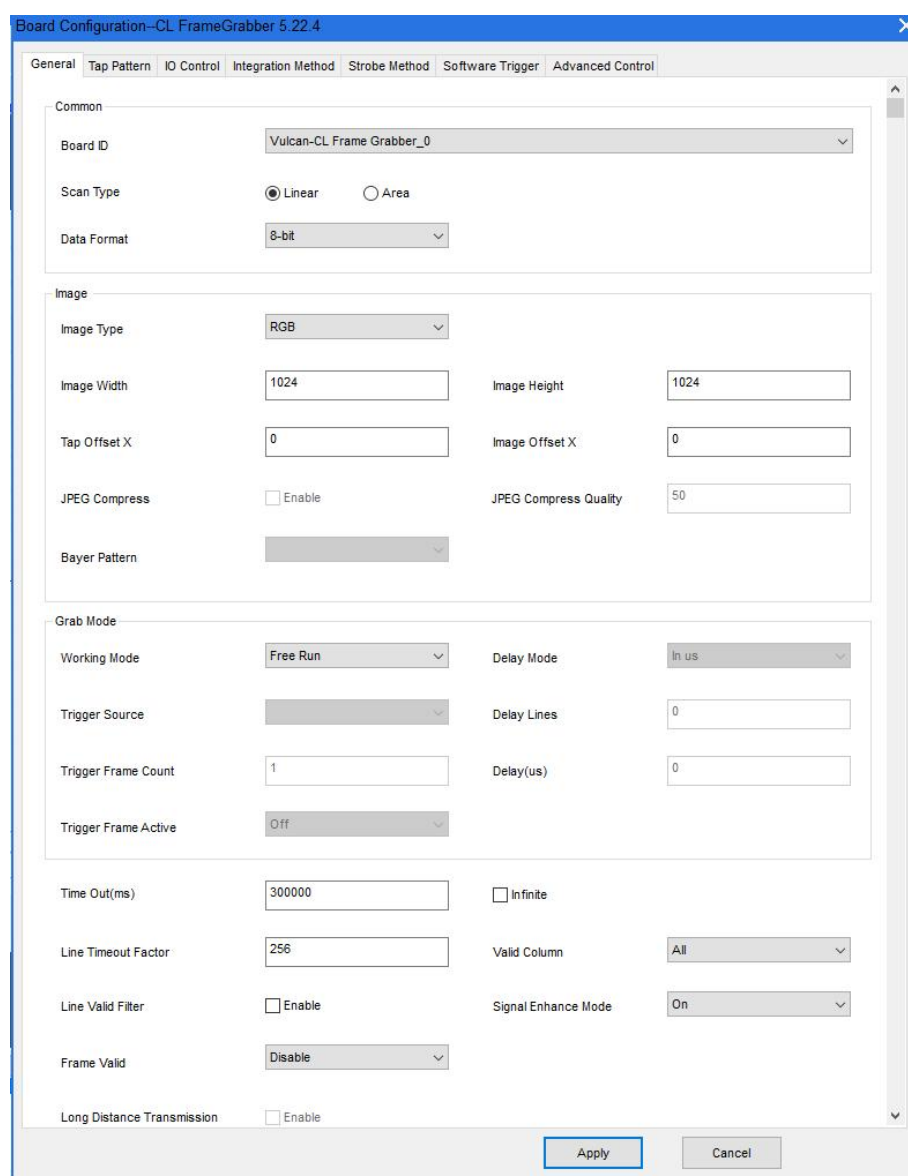 Board Configuration--CL FrameGrabber 5.22.4
General Tap Pattern IO Control Integration Method Strobe Method Software Trigger Advanced Control
Common
Board ID Vulcan-CL Frame Grabber_0
Scan Type Linear Area
Data Format 8-bit
Image
Image Type RGB
Image Width 1024 Image Height 1024
Tap Offset X 0 Image Offset X 0
JPEG Compress Enable JPEG Compress Quality 50
Bayer Pattern
Grab Mode
Working Mode Free Run Delay Mode In us
Trigger Source Delay Lines 0
Trigger Frame Count 1 Delay(us) 0
Trigger Frame Active Off
Time Out(ms) 300000 Infinite
Line Timeout Factor 256 Valid Column All
Line Valid Filter Enable Signal Enhance Mode On
Frame Valid Disable
Long Distance Transmission Enable
Apply Cancel